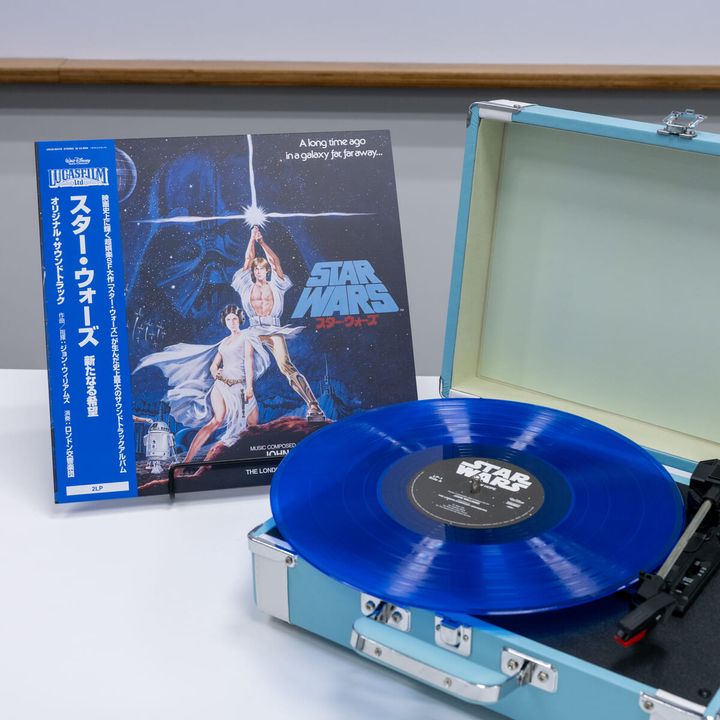 WALT DISNEY
LUCASFILM
Ltd
スター・ウォーズ 新たなる希望
オリジナル・サウンドトラック
作曲／指揮：ジョン・ウィリアムズ 演奏：ロンドン交響楽団
映画史上に輝く超娯楽SF大作「スター・ウォーズ」が生んだ史上最大のサウンドトラックアルバム
2LP
A long time ago
in a galaxy far, far away...
STAR
WARS
TM
スター・ウォーズ
MUSIC COMPOSED
JOHN
THE LONDON
STAR
WARS